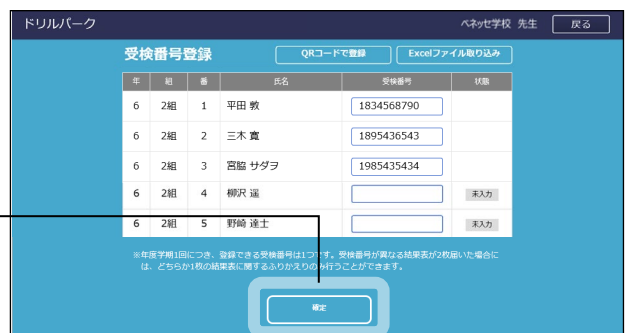 ドリルパーク ベネッセ学校 先生 戻る
受検番号登録 QRコードで登録 Excelファイル取り込み
年 組 番 氏名 受検番号 状態
6 2組 1 平田 敦 1834568790
6 2組 2 三木 寛 1895436543
6 2組 3 宮脇 サダヲ 1985435434
6 2組 4 柳沢 遥 未入力
6 2組 5 野崎 達士 未入力
※年度学期1回につき、登録できる受検番号は1つです。受検番号が異なる結果表が2枚届いた場合に
は、どちらか1枚の結果表に関するふりかえりのみ行うことができます。
確定